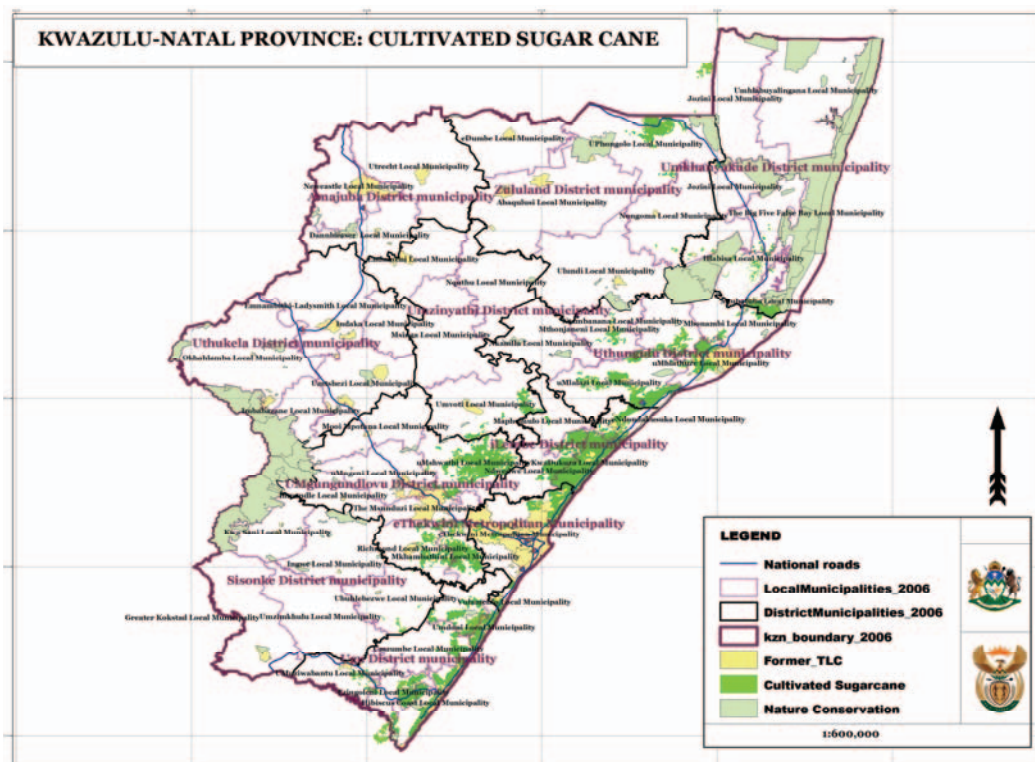 KWAZULU-NATAL PROVINCE: CULTIVATED SUGAR CANE
Umhlabuyalingana Local Municipality
Jozini Local Municipality
eDumbe Local Municipality
UPhongolo Local Municipality
Utrecht Local Municipality
Umkhanyakude District municipality
Newcastle Local Municipality
Zululand District municipality
Jozini Local Municipality
Amajuba District municipality
Abaqulusi Local Municipality
Nongoma Local Municipality
The Big Five False Bay Local Municipality
Dannhauser Local Municipality
Hlabisa Local Municipality
Ulundi Local Municipality
Nquthu Local Municipality
Emnambithi-Ladysmith Local Municipality
Umzinyathi District municipality
Indaka Local Municipality
Mbonambi Local Municipality
Msinga Local Municipality
Mthonjaneni Local Municipality
Uthukela District municipality
Uthungulu District municipality
Okhahlamba Local Municipality
uMhlathuze Local Municipality
uMlalazi Local Municipality
Umtshezi Local Municipality
Imbabazane Local Municipality
Umvoti Local Municipality
Maphumulo Local Municipality
Ndondakusuka Local Municipality
Mooi Mpofana Local Municipality
District municipality
uMshwathi Local Municipality
KwaDukuza Local Municipality
Ndwedwe Local Municipality
uMngeni Local Municipality
UMgungundlovu District municipality
The Msunduzi Local Municipality
eThekwini Metropolitan Municipality
Kwa Sani Local Municipality
Richmond Local Municipality
Mkhambathini Local Municipality
Ingwe Local Municipality
Sisonke District municipality
Ubuhlebezwe Local Municipality
Greater Kokstad Local Municipality
Umzimkhulu Local Municipality
Umdoni Local Municipality
Umzumbe Local Municipality
District municipality
UMuziwabantu Local Municipality
Ezingoleni Local Municipality
Hibiscus Coast Local Municipality
LEGEND
National roads
LocalMunicipalities_2006
DistrictMunicipalities_2006
kzn_boundary_2006
Former_TLC
Cultivated Sugarcane
Nature Conservation
1:600,000